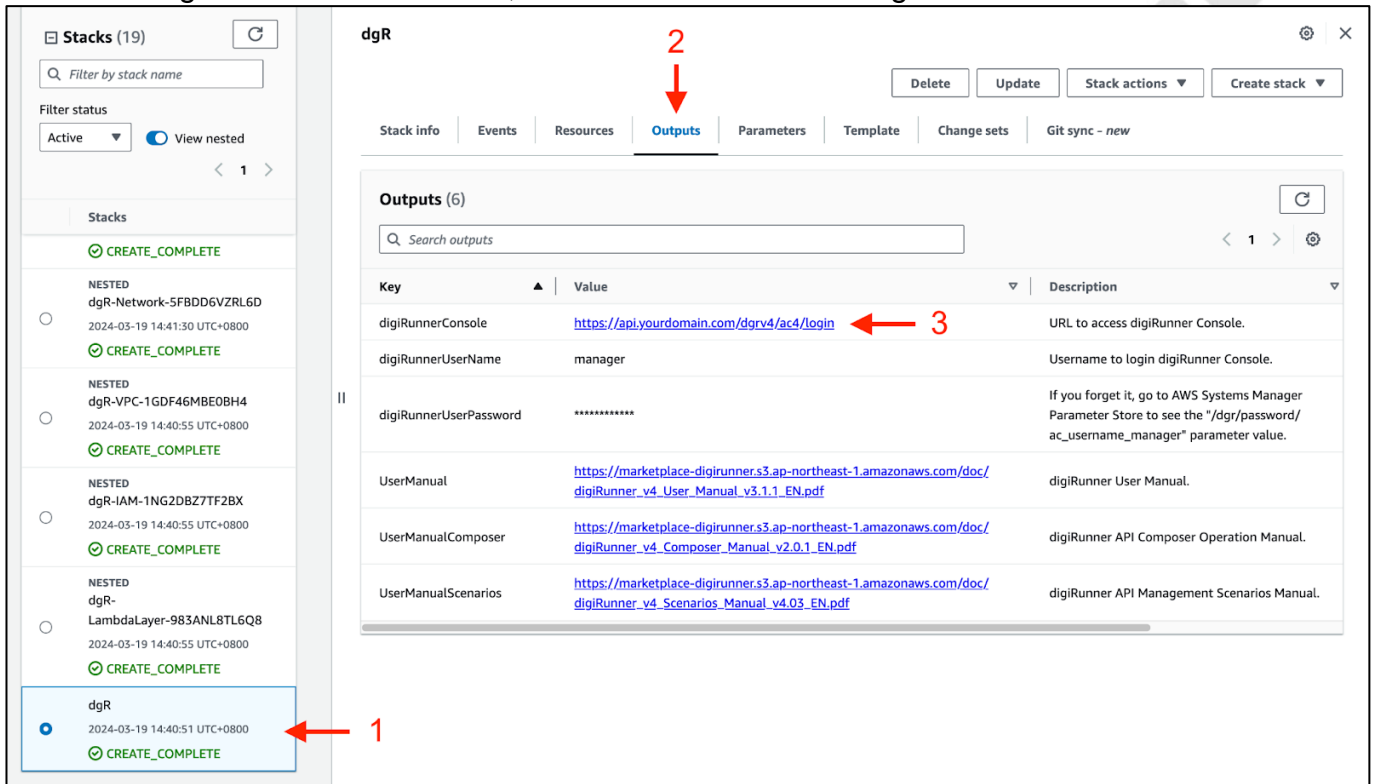 Stacks (19)
Filter by stack name
Filter status
Active
View nested
1
Stacks
CREATE_COMPLETE
NESTED
dgR-Network-5FBDD6VZRL6D
2024-03-19 14:41:30 UTC+0800
CREATE_COMPLETE
NESTED
dgR-VPC-1GDF46MBE0BH4
2024-03-19 14:40:55 UTC+0800
CREATE_COMPLETE
NESTED
dgR-IAM-1NG2DBZ7TF2BX
2024-03-19 14:40:55 UTC+0800
CREATE_COMPLETE
NESTED
dgR-
LambdaLayer-983ANL8TL6Q8
2024-03-19 14:40:55 UTC+0800
CREATE_COMPLETE
dgR
2024-03-19 14:40:51 UTC+0800
CREATE_COMPLETE
1
dgR
2
Delete Update Stack actions Create stack
Stack info Events Resources Outputs Parameters Template Change sets Git sync - new
Outputs (6)
Search outputs
1
Key Value Description
digiRunnerConsole https://api.yourdomain.com/dgrv4/ac4/login 3 URL to access digiRunner Console.
digiRunnerUserName manager Username to login digiRunner Console.
If you forget it, go to AWS Systems Manager
digiRunnerUserPassword ************ Parameter Store to see the "/dgr/password/
ac_username_manager" parameter value.
https://marketplace-digirunner.s3.ap-northeast-1.amazonaws.com/doc/
UserManual digiRunner User Manual.
digiRunner_v4_User_Manual_v3.1.1_EN.pdf
https://marketplace-digirunner.s3.ap-northeast-1.amazonaws.com/doc/
UserManualComposer digiRunner API Composer Operation Manual.
digiRunner_v4_Composer_Manual_v2.0.1_EN.pdf
https://marketplace-digirunner.s3.ap-northeast-1.amazonaws.com/doc/
UserManualScenarios digiRunner API Management Scenarios Manual.
digiRunner_v4_Scenarios_Manual_v4.03_EN.pdf